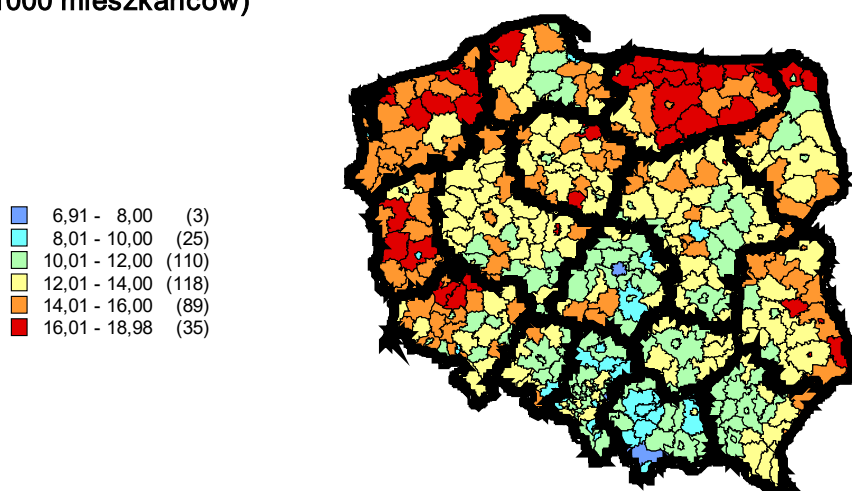 1000 mieszkańców)
6,91 - 8,00 (3)
8,01 - 10,00 (25)
10,01 - 12,00 (110)
12,01 - 14,00 (118)
14,01 - 16,00 (89)
16,01 - 18,98 (35)